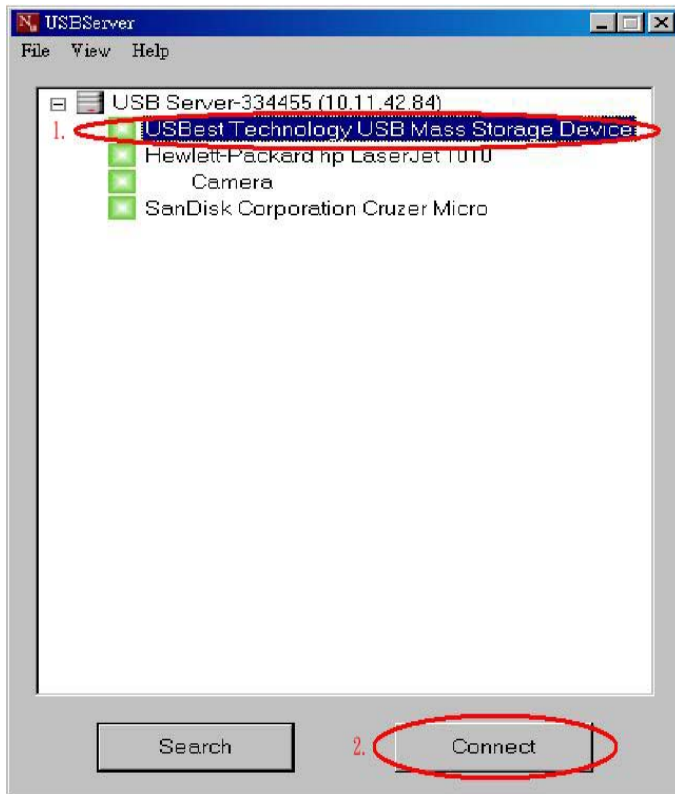 USBServer
File View Help
USB Server-334455 (10.11.42.84)
1. USBest Technology USB Mass Storage Device
Hewlett-Packard hp LaserJet 1010
Camera
SanDisk Corporation Cruzer Micro
Search 2. Connect